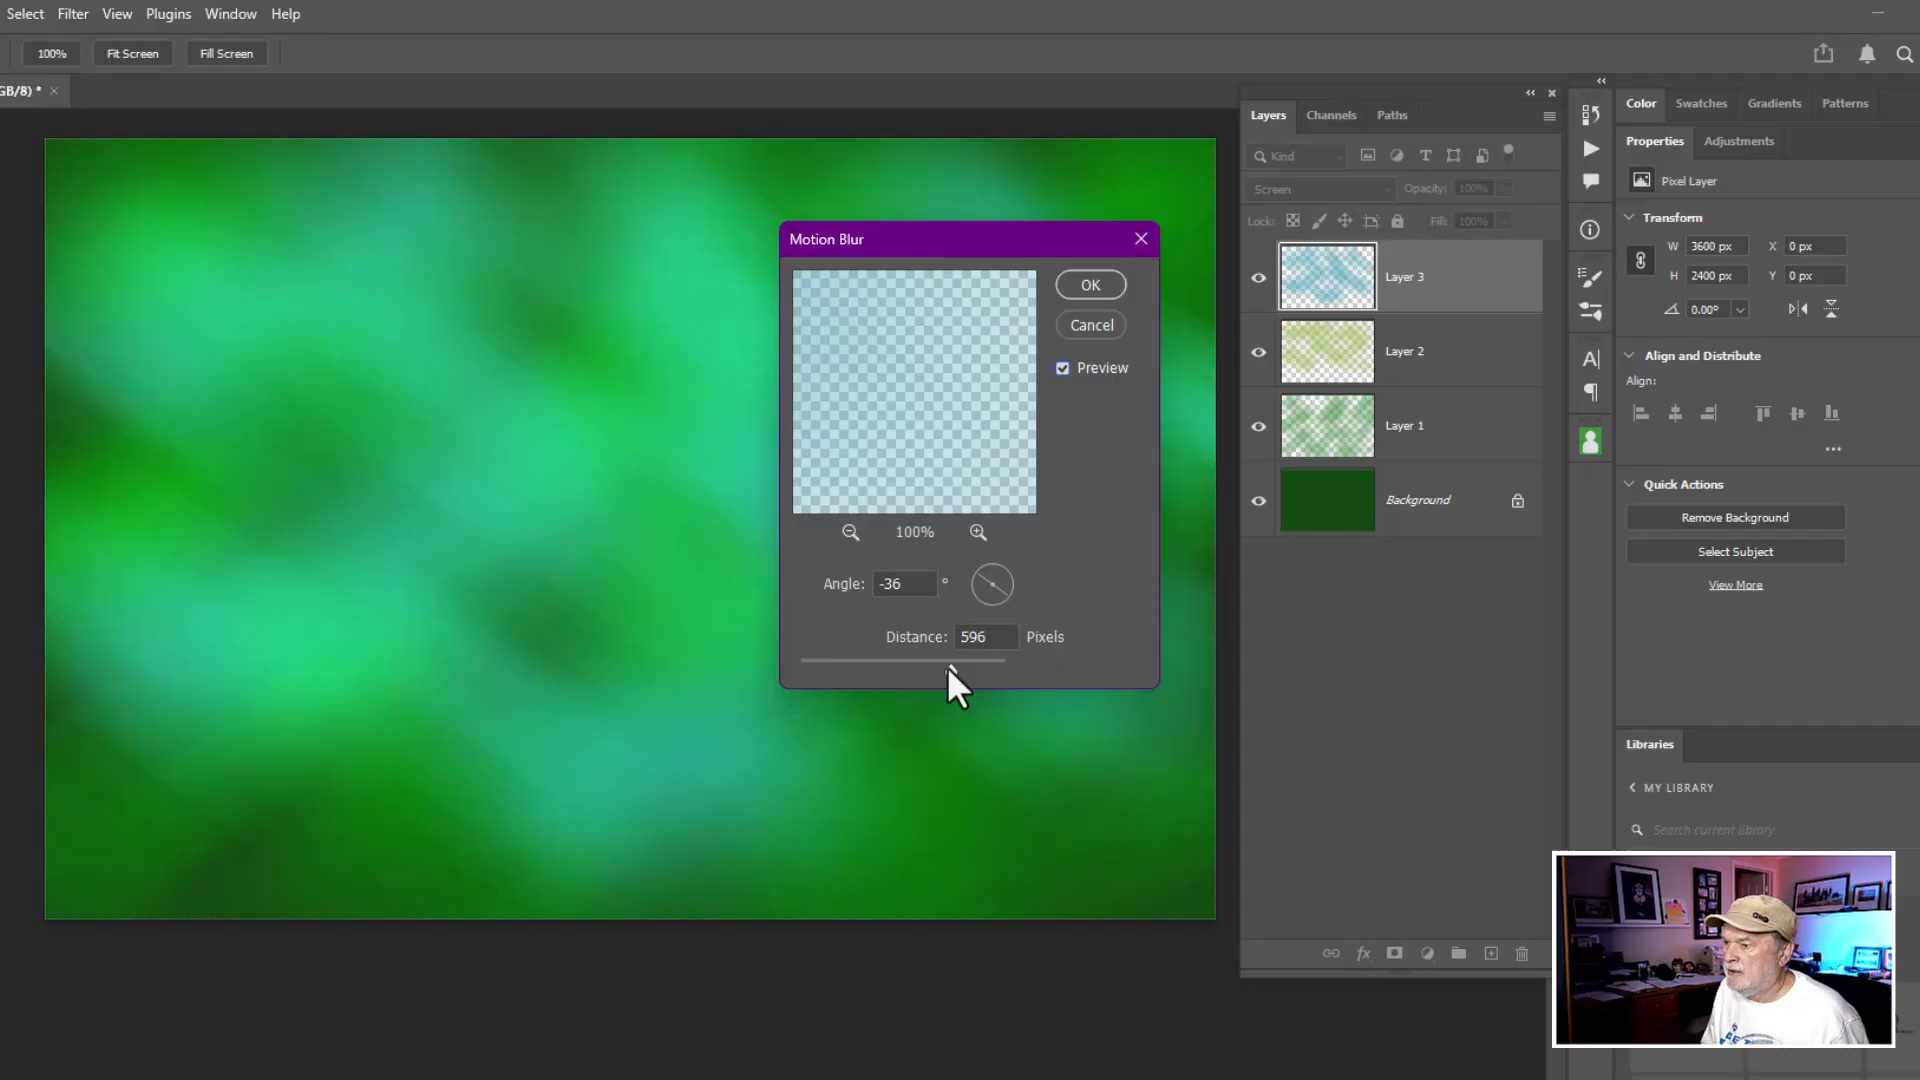 Select Filter View Plugins Window Help
100% Fit Screen Fill Screen
GB/8) * ×
Layers Channels Paths
Kind
Screen Opacity: 100%
Lock: Fill: 100%
Layer 3
Layer 2
Layer 1
Background
Motion Blur
OK
Cancel
Preview
100%
Angle: -36 °
Distance: 596 Pixels
Color Swatches Gradients Patterns
Properties Adjustments
Pixel Layer
Transform
W 3600 px X 0 px
H 2400 px Y 0 px
0.00°
Align and Distribute
Align:
Quick Actions
Remove Background
Select Subject
View More
Libraries
MY LIBRARY
Search current library